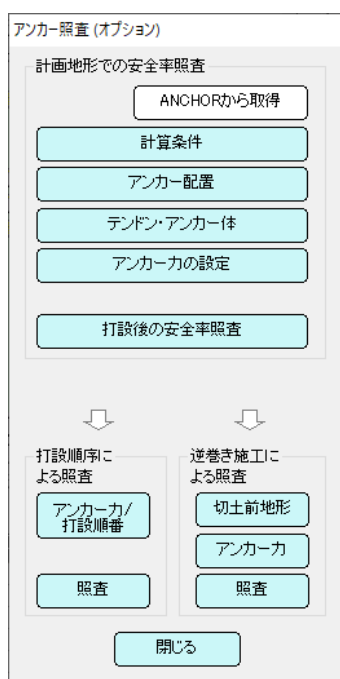 アンカー照査 (オプション)
計画地形での安全率照査
ANCHORから取得
計算条件
アンカー配置
テンドン・アンカー体
アンカー力の設定
打設後の安全率照査
打設順序に
よる照査
アンカー力/
打設順番
照査
逆巻き施工に
よる照査
切土前地形
アンカー力
照査
閉じる